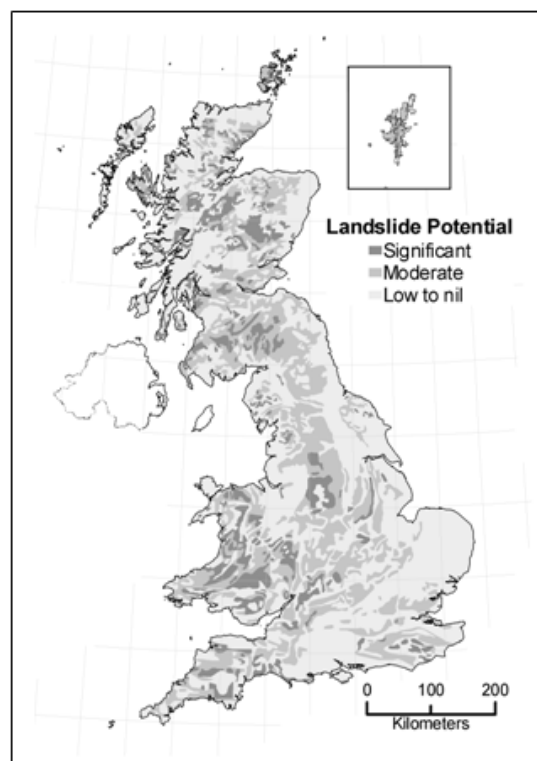 Landslide Potential
Significant
Moderate
Low to nil
0 100 200
Kilometers